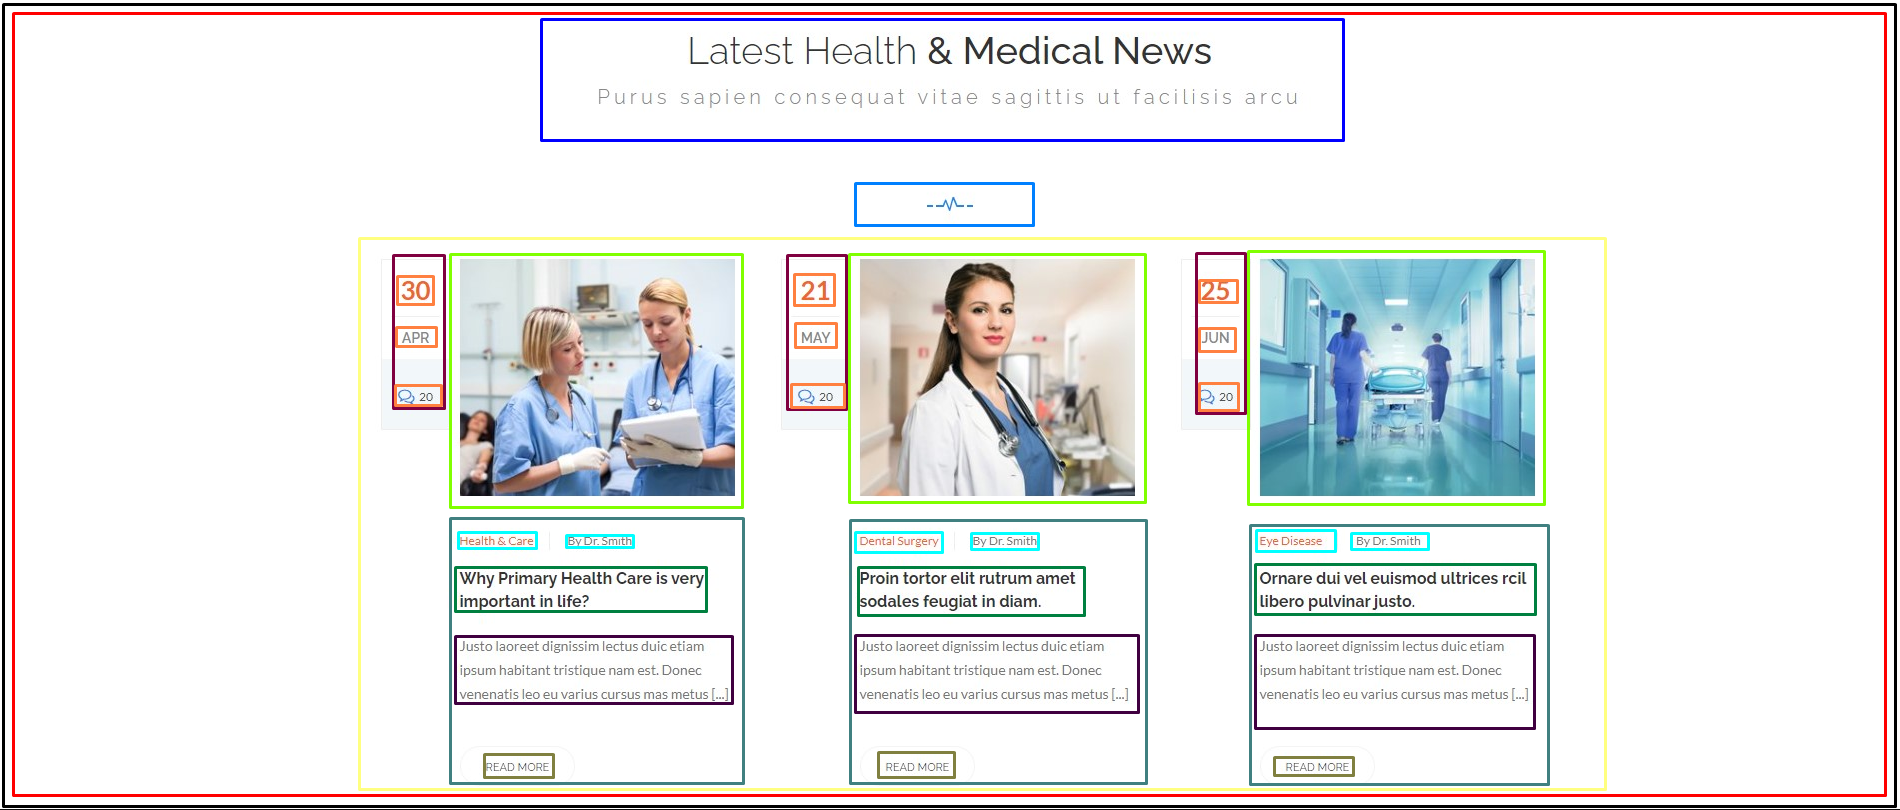 Latest Health & Medical News
Purus sapien consequat vitae sagittis ut facilisis arcu
30
APR
20
Health & Care
By Dr. Smith
Why Primary Health Care is very
important in life?
Justo laoreet dignissim lectus duic etiam
ipsum habitant tristique nam est. Donec
venenatis leo eu varius cursus mas metus [...]
READ MORE
21
MAY
20
Dental Surgery
By Dr. Smith
Proin tortor elit rutrum amet
sodales feugiat in diam.
Justo laoreet dignissim lectus duic etiam
ipsum habitant tristique nam est. Donec
venenatis leo eu varius cursus mas metus [...]
READ MORE
25
JUN
20
Eye Disease
By Dr. Smith
Ornare dui vel euismod ultrices rcil
libero pulvinar justo.
Justo laoreet dignissim lectus duic etiam
ipsum habitant tristique nam est. Donec
venenatis leo eu varius cursus mas metus [...]
READ MORE